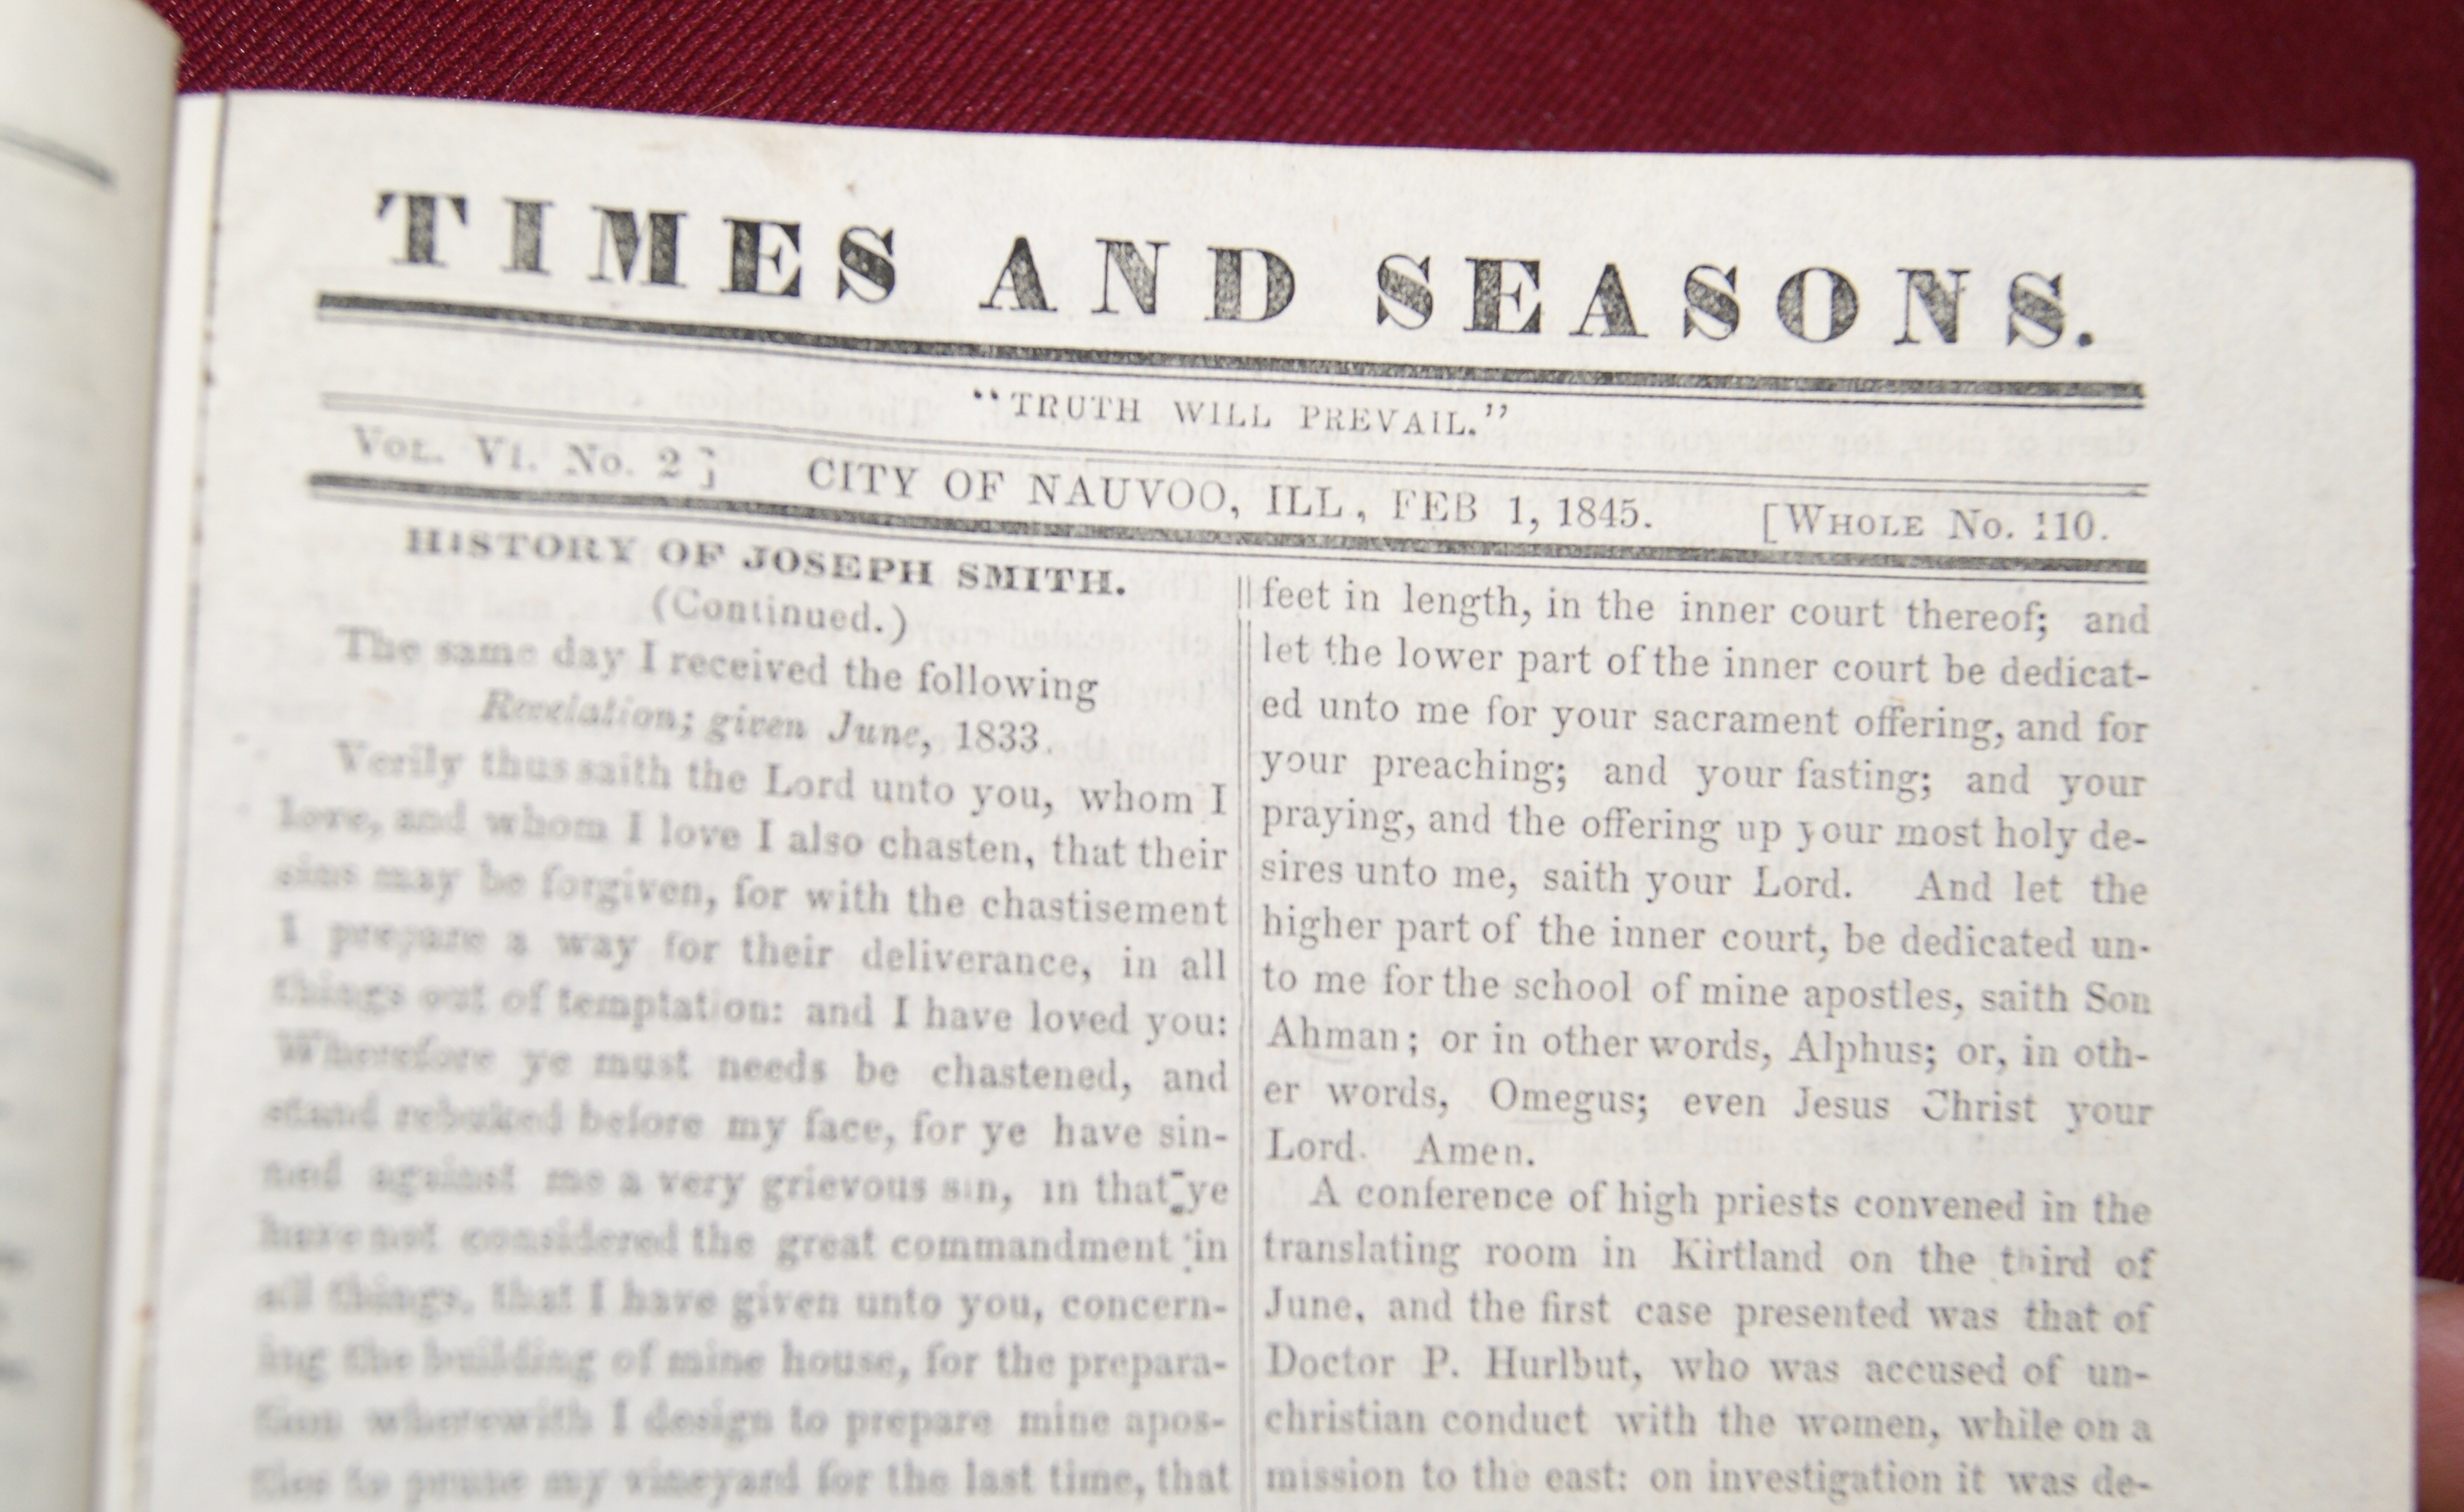 TIMES AND SEASONS.
"TRUTH WILL PREVAIL."
VOL. VI. No. 2] CITY OF NAUVOO, ILL, FEB 1, 1845. [WHOLE No. 110.
HISTORY OF JOSEPH SMITH.
(Continued.)
The same day I received the following
Revelation; given June, 1833.
Verily thus saith the Lord unto you, whom I
love, and whom I love I also chasten, that their
sins may be forgiven, for with the chastisement
I prepare a way for their deliverance, in all
things out of temptation: and I have loved you:
Wherefore ye must needs be chastened, and
stand rebuked before my face, for ye have sin-
ned against me a very grievous sin, in that ye
have not considered the great commandment in
all things, that I have given unto you, concern-
ing the building of mine house, for the prepara-
tion wherewith I design to prepare mine apos-
tles to prune my vineyard for the last time, that
feet in length, in the inner court thereof; and
let the lower part of the inner court be dedicat-
ed unto me for your sacrament offering, and for
your preaching; and your fasting; and your
praying, and the offering up your most holy de-
sires unto me, saith your Lord. And let the
higher part of the inner court, be dedicated un-
to me for the school of mine apostles, saith Son
Ahman; or in other words, Alphus; or, in oth-
er words, Omegus; even Jesus Christ your
Lord. Amen.
A conference of high priests convened in the
translating room in Kirtland on the third of
June, and the first case presented was that of
Doctor P. Hurlbut, who was accused of un-
christian conduct with the women, while on a
mission to the east: on investigation it was de-